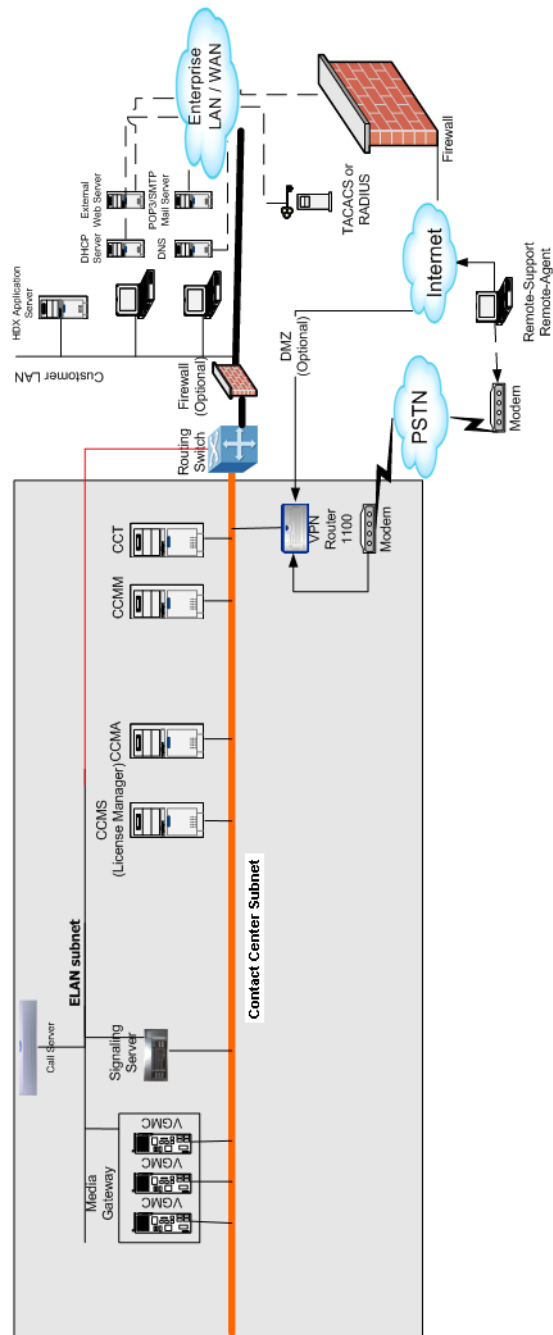 Call Server
ELAN subnet
Media
Gateway
VGMC
VGMC
VGMC
Signaling
Server
CCMS
(License Manager)
CCMA
CCMM
CCT
Contact Center Subnet
Routing
Switch
Firewall
(Optional)
Customer LAN
HDX Application
Server
DHCP
Server
External
Web Server
DNS
POP3/SMTP
Mail Server
Enterprise
LAN / WAN
TACACS or
RADIUS
Firewall
Internet
DMZ
(Optional)
VPN
Router
1100
Modem
PSTN
Modem
Remote-Support
Remote-Agent